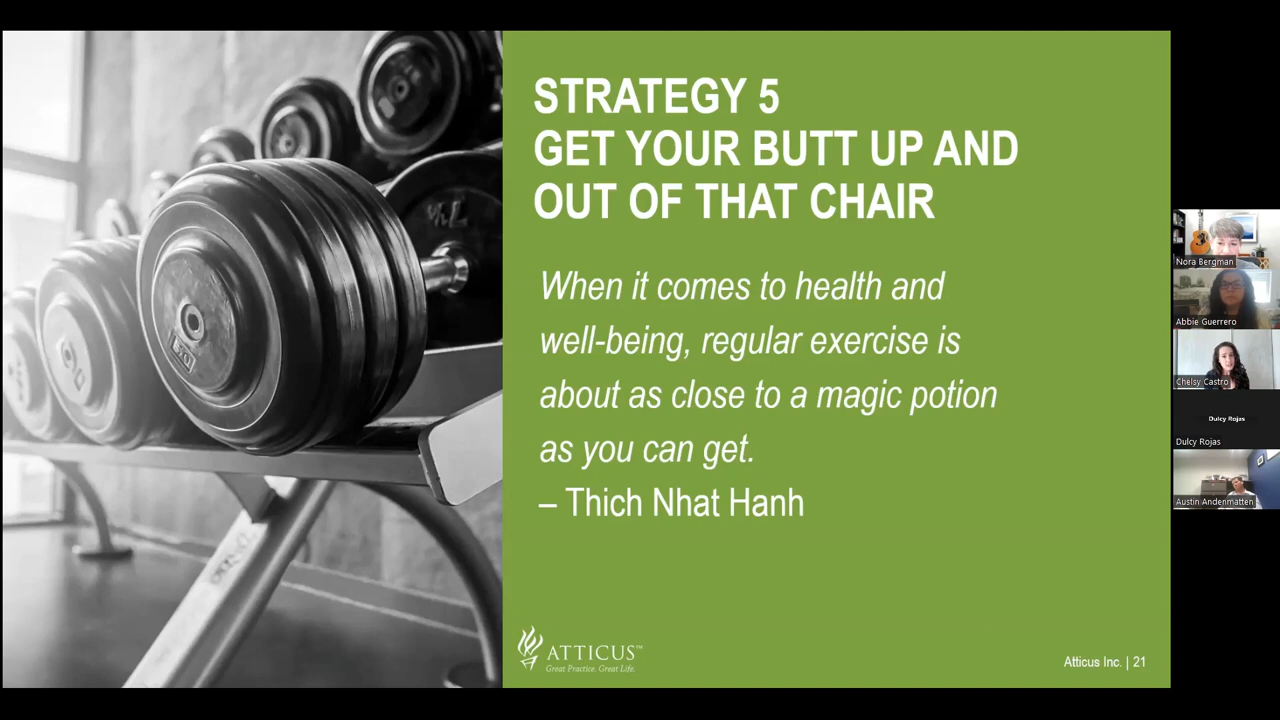 STRATEGY 5
GET YOUR BUTT UP AND
OUT OF THAT CHAIR
When it comes to health and
well-being, regular exercise is
about as close to a magic potion
as you can get.
– Thich Nhat Hanh
ATTICUS™
Great Practice. Great Life.
Atticus Inc. | 21
Nora Bergman
Abbie Guerrero
Chelsy Castro
Dulcy Rojas
Dulcy Rojas
Austin Andenmatten